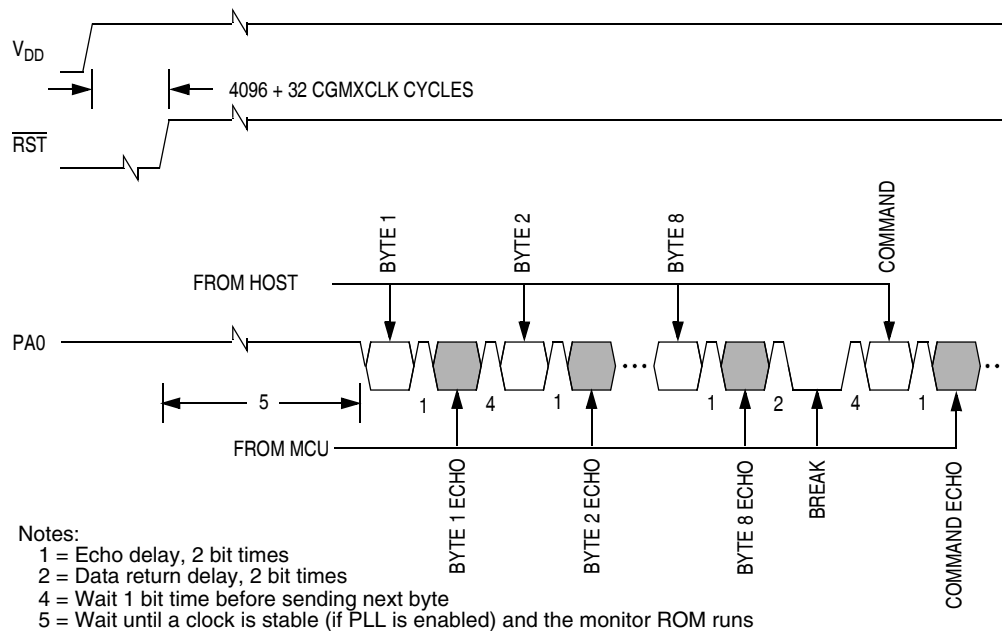 VDD
4096 + 32 CGMXCLK CYCLES
RST
BYTE 1
BYTE 2
BYTE 8
COMMAND
FROM HOST
PA0
5
1
4
1
1
2
4
1
FROM MCU
BYTE 1 ECHO
BYTE 2 ECHO
BYTE 8 ECHO
BREAK
COMMAND ECHO
Notes:
1 = Echo delay, 2 bit times
2 = Data return delay, 2 bit times
4 = Wait 1 bit time before sending next byte
5 = Wait until a clock is stable (if PLL is enabled) and the monitor ROM runs